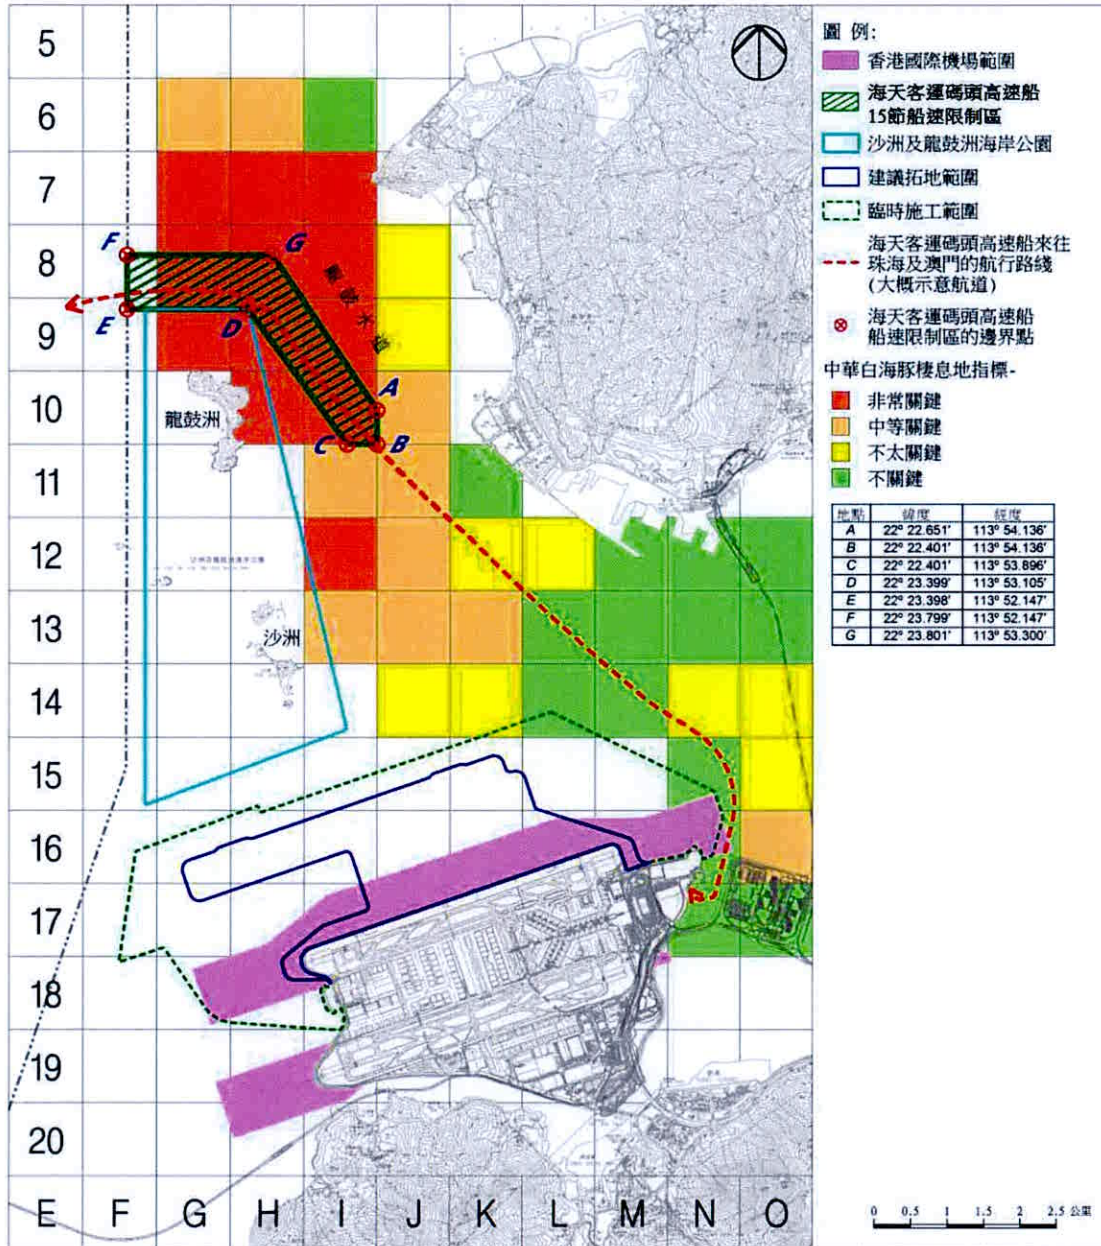 5
6
7
8
9
10
11
12
13
14
15
16
17
18
19
20
E F G H I J K L M N O
F
G
E
D
A
C B
龍鼓水道
龍鼓洲
沙洲
圖 例:
香港國際機場範圍
海天客運碼頭高速船
15節船速限制區
沙洲及龍鼓洲海岸公園
建議拓地範圍
臨時施工範圍
海天客運碼頭高速船來往
珠海及澳門的航行路綫
(大概示意航道)
海天客運碼頭高速船
船速限制區的邊界點
中華白海豚棲息地指標-
非常關鍵
中等關鍵
不太關鍵
不關鍵
地點 緯度 經度
A 22° 22.651' 113° 54.136'
B 22° 22.401' 113° 54.136'
C 22° 22.401' 113° 53.896'
D 22° 23.399' 113° 53.105'
E 22° 23.398' 113° 52.147'
F 22° 23.799' 113° 52.147'
G 22° 23.801' 113° 53.300'
0 0.5 1 1.5 2 2.5 公里